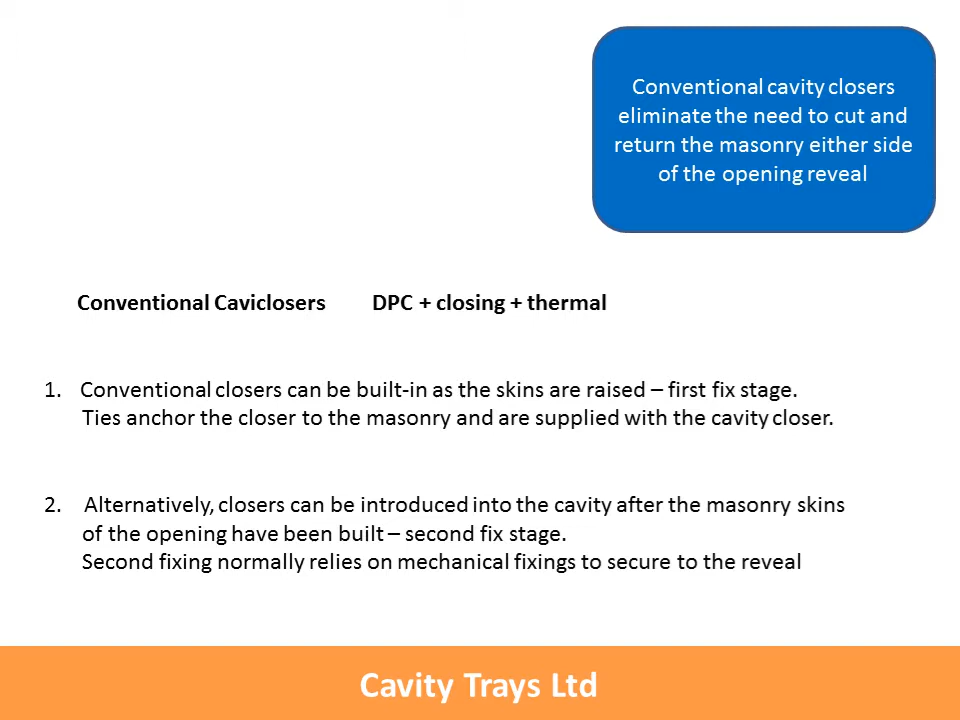 Conventional cavity closers
eliminate the need to cut and
return the masonry either side
of the opening reveal
Conventional Caviclosers DPC + closing + thermal
1. Conventional closers can be built-in as the skins are raised – first fix stage.
Ties anchor the closer to the masonry and are supplied with the cavity closer.
2. Alternatively, closers can be introduced into the cavity after the masonry skins
of the opening have been built – second fix stage.
Second fixing normally relies on mechanical fixings to secure to the reveal
Cavity Trays Ltd